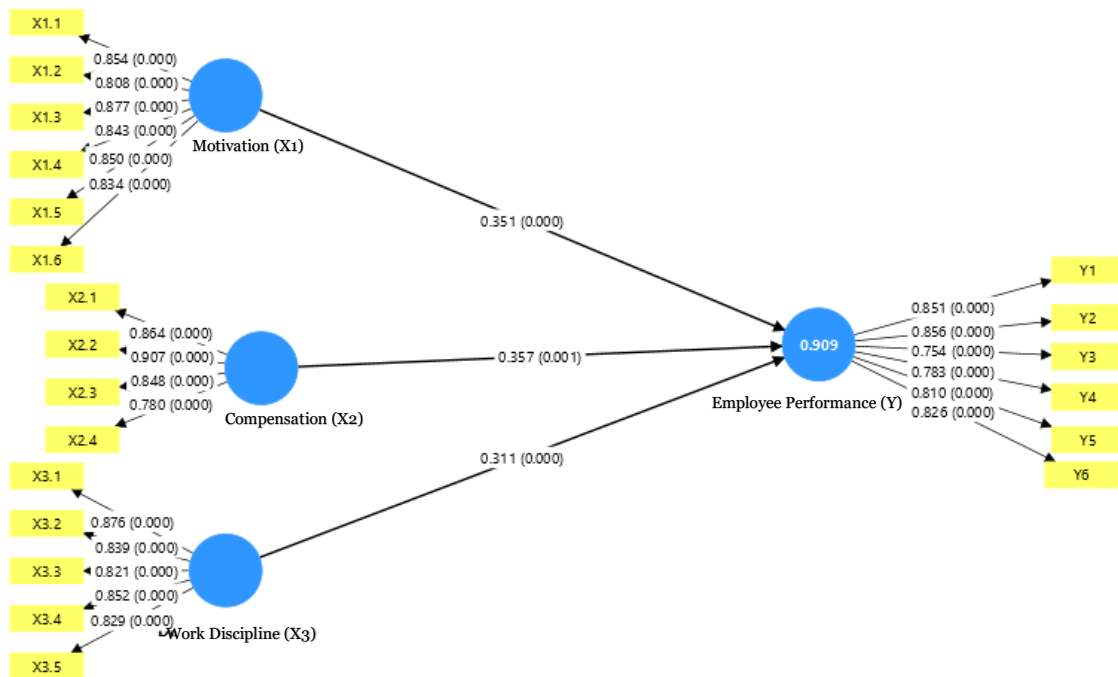 X1.1
X1.2
X1.3
X1.4
X1.5
X1.6
0.854 (0.000)
0.808 (0.000)
0.877 (0.000)
0.843 (0.000)
0.850 (0.000)
0.834 (0.000)
Motivation (X1)
0.351 (0.000)
X2.1
X2.2
X2.3
X2.4
0.864 (0.000)
0.907 (0.000)
0.848 (0.000)
0.780 (0.000)
Compensation (X2)
0.357 (0.001)
X3.1
X3.2
X3.3
X3.4
X3.5
0.876 (0.000)
0.839 (0.000)
0.821 (0.000)
0.852 (0.000)
0.829 (0.000)
Work Discipline (X3)
0.311 (0.000)
0.909
Employee Performance (Y)
0.851 (0.000)
0.856 (0.000)
0.754 (0.000)
0.783 (0.000)
0.810 (0.000)
0.826 (0.000)
Y1
Y2
Y3
Y4
Y5
Y6